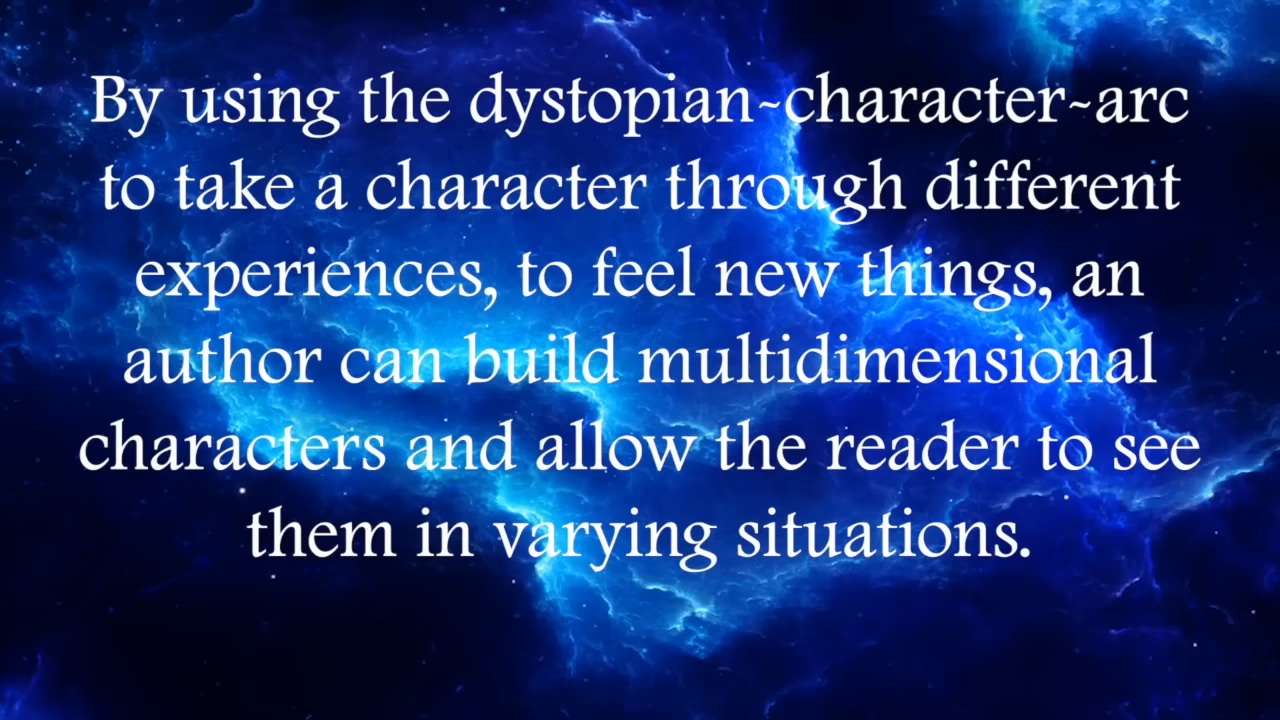 By using the dystopian-character-arc
to take a character through different
experiences, to feel new things, an
author can build multidimensional
characters and allow the reader to see
them in varying situations.